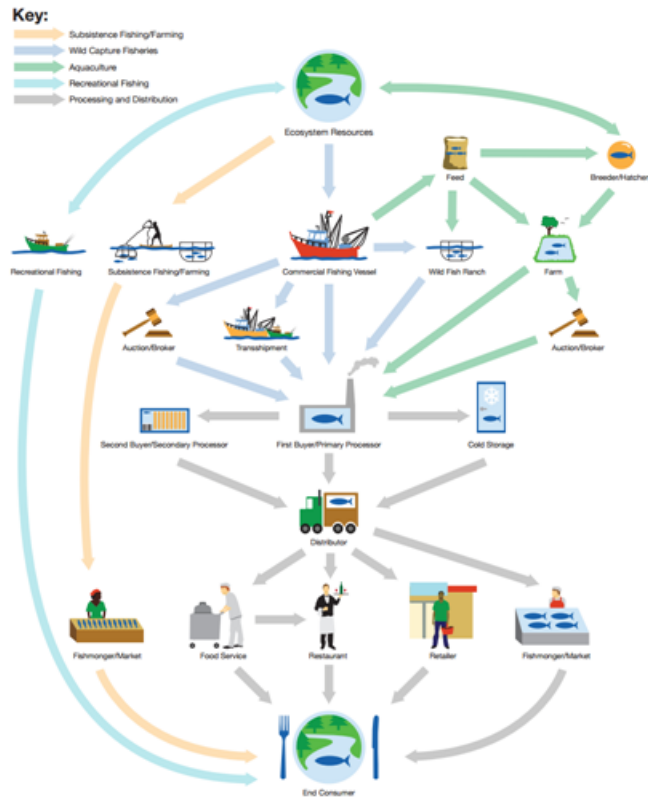 Key:
Subsistence Fishing/Farming
Wild Capture Fisheries
Aquaculture
Recreational Fishing
Processing and Distribution
Ecosystem Resources
Feed
Breeder/Hatcher
Recreational Fishing
Subsistence Fishing/Farming
Commercial Fishing Vessel
Wild Fish Ranch
Farm
Auction/Broker
Transshipment
Auction/Broker
Second Buyer/Secondary Processor
First Buyer/Primary Processor
Cold Storage
Distributor
Fishmonger/Market
Food Service
Restaurant
Retailer
Fishmonger/Market
End Consumer